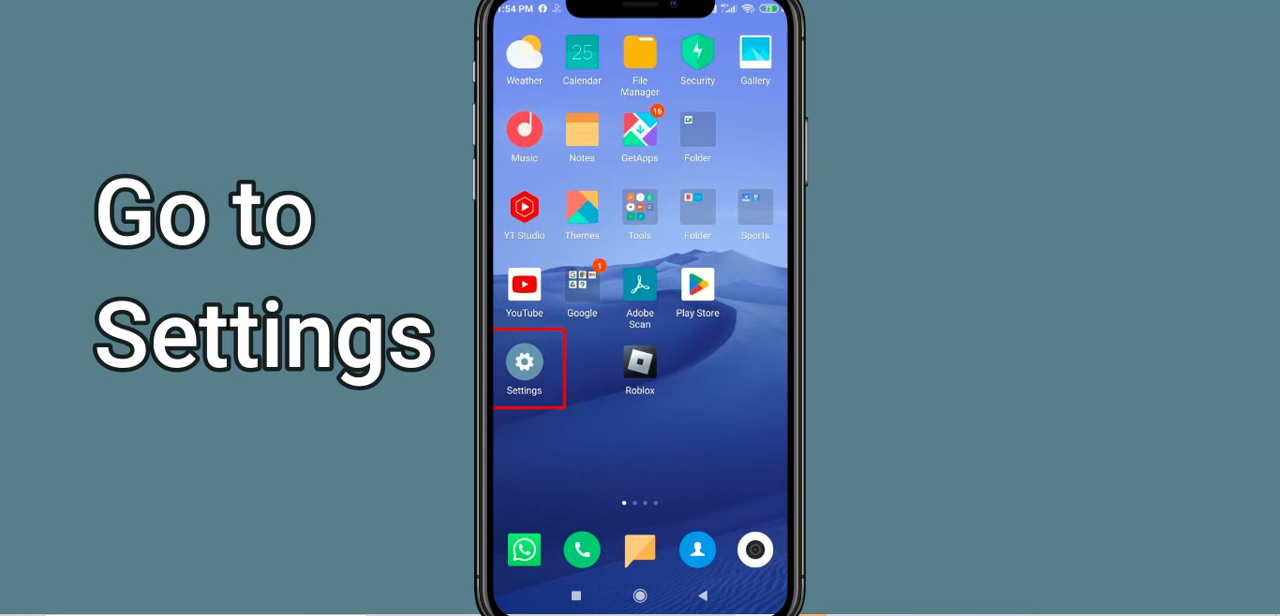 Go to
Settings
:54 PM
Weather
Calendar
25
File
Manager
Security
Gallery
Music
Notes
GetApps
16
Folder
YT Studio
Themes
Tools
Folder
Sports
YouTube
Google
1
Adobe
Scan
Play Store
Settings
Roblox